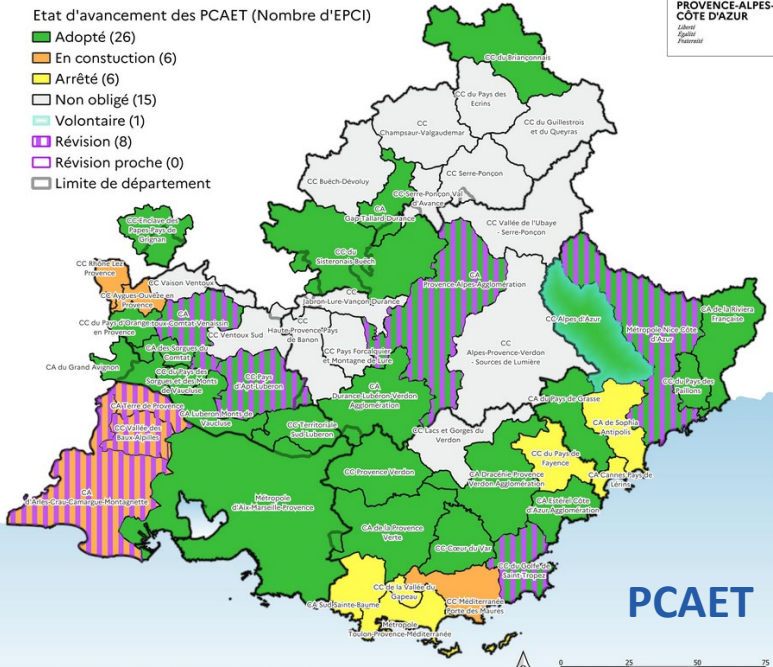 Etat d'avancement des PCAET (Nombre d'EPCI)
Adopté (26)
En constuction (6)
Arrêté (6)
Non obligé (15)
Volontaire (1)
Révision (8)
Révision proche (0)
Limite de département
PROVENCE-ALPES-
CÔTE D'AZUR
Liberté
Égalité
Fraternité
CC du Briançonnais
CC du Pays des
Ecrins
CC
Champsaur-Valgaudemar
CC du Guillestrois
et du Queyras
CC Buëch-Dévoluy
CC Serre-Ponçon
CC Serre-Ponçon Val
d'Avance
CA
Gap-Tallard-Durance
CC Vallée de l'Ubaye
- Serre-Ponçon
CC Enclave des
Papes-Pays de
Grignan
CC du
Sisteronais-Buëch
CC Rhône Lez
Provence
CC Vaison Ventoux
CA
Provence-Alpes-Agglomération
CC Aygues-Ouvèze en
Provence
CC
Jabron-Lure-Vançon-Durance
CC du Pays d'Orange
en Provence
CA
Ventoux-Comtat-Venaissin
CC Ventoux Sud
CC
Haute-Provence-Pays
de Banon
CC Alpes d'Azur
Métropole Nice Côte
d'Azur
CA de la Riviera
Française
CC Pays Forcalquier
et Montagne de Lure
CC
Alpes-Provence-Verdon
- Sources de Lumière
CA du Grand Avignon
CA des Sorgues du
Comtat
CC du Pays des
Sorgues et des Monts
de Vaucluse
CC Pays
d'Apt-Luberon
CC du Pays des
Paillons
CA
Durance-Luberon-Verdon
Agglomération
CA du Pays de Grasse
CA Terre de Provence
CA Luberon Monts de
Vaucluse
CC Territoriale
Sud-Luberon
CC Vallée des
Baux-Alpilles
CC Lacs et Gorges du
Verdon
CA de Sophia
Antipolis
CC du Pays de
Fayence
CA Cannes Pays de
Lérins
CC Provence Verdon
CA Dracénie Provence
Verdon Agglomération
CA
d'Arles-Crau-Camargue-Montagnette
Métropole
d'Aix-Marseille-Provence
CA Estérel Côte
d'Azur Agglomération
CA de la Provence
Verte
CC Cœur du Var
CC du Golfe de
Saint-Tropez
CC de la Vallée du
Gapeau
CA Sud Sainte-Baume
CC Méditerranée
Porte des Maures
Métropole
Toulon-Provence-Méditerranée
PCAET
0 25 50 75